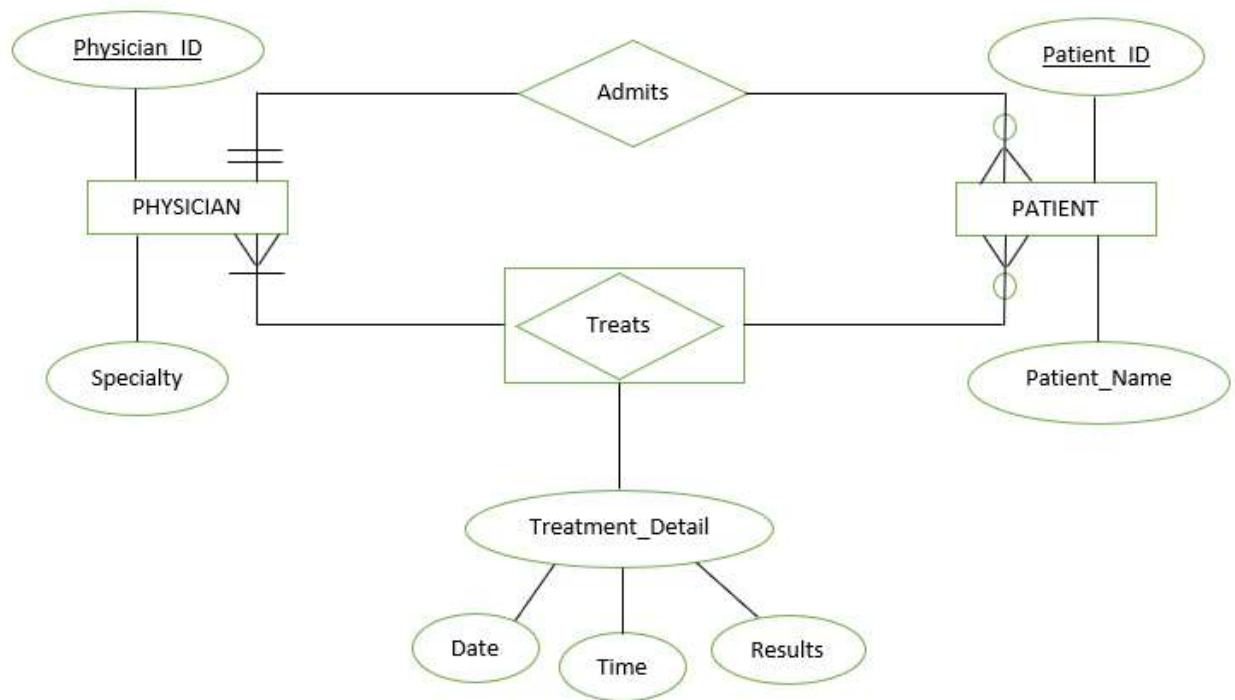 Physician_ID
Patient_ID
Admits
PHYSICIAN
PATIENT
Treats
Specialty
Patient_Name
Treatment_Detail
Date
Time
Results